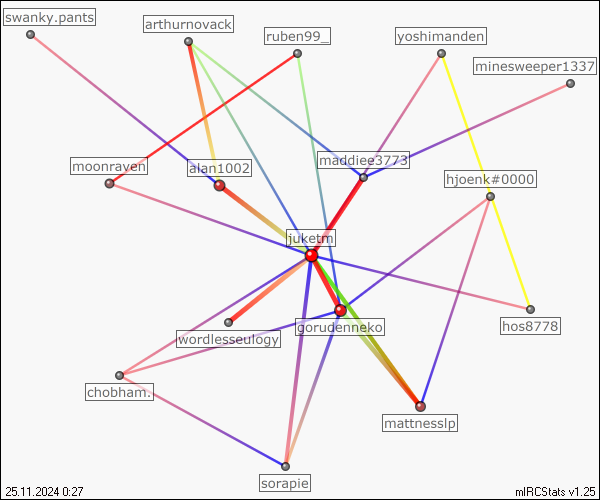 swanky.pants
arthurnovack
ruben99_
yoshimanden
minesweeper1337
moonraven
alan1002
maddiee3773
hjoenk#0000
juketm
gorudenneko
wordlesseulogy
hos8778
chobham.
mattnesslp
sorapie
25.11.2024 0:27
mIRCStats v1.25